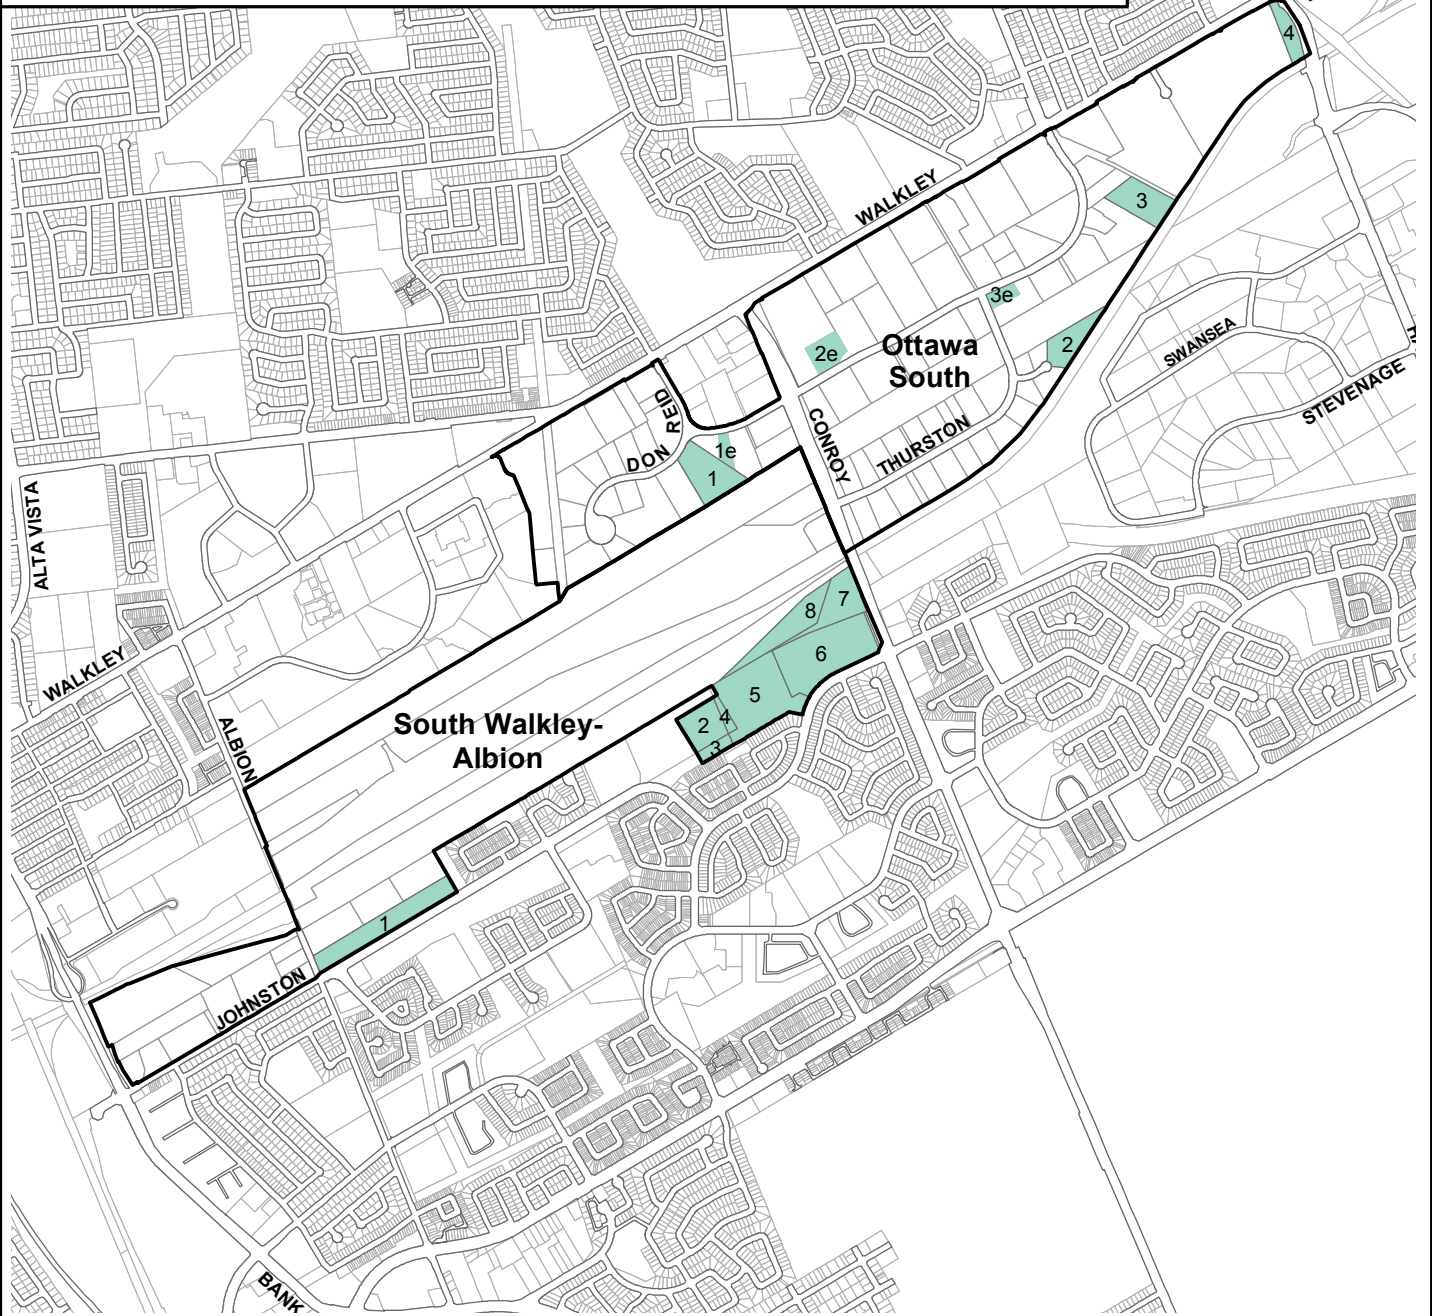 4
3
WALKLEY
3e
2
2e
Ottawa
South
SWANSEA
STEVENAGE
DON REID
CONROY
THURSTON
1e
1
ALTA VISTA
8
7
6
5
2
4
3
WALKLEY
ALBION
South Walkley-
Albion
1
JOHNSTON
BANK